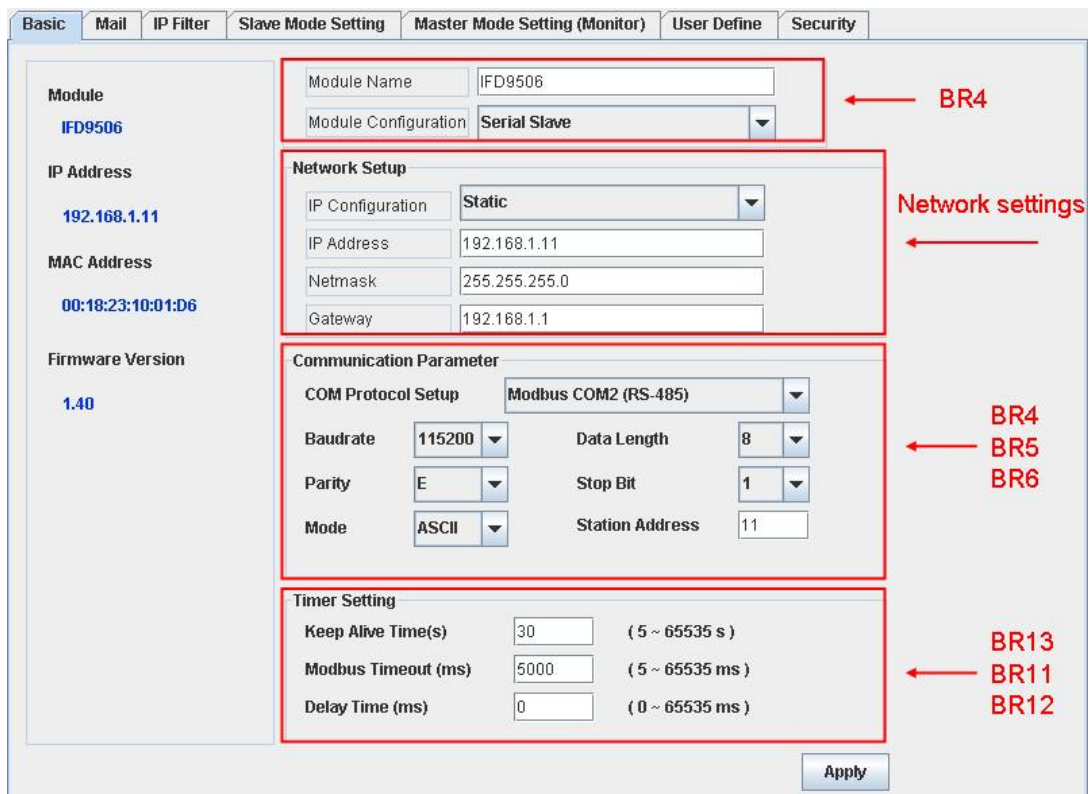 Basic Mail IP Filter Slave Mode Setting Master Mode Setting (Monitor) User Define Security
Module
IFD9506
IP Address
192.168.1.11
MAC Address
00:18:23:10:01:D6
Firmware Version
1.40
Module Name IFD9506
Module Configuration Serial Slave
BR4
Network Setup
IP Configuration Static
IP Address 192.168.1.11
Netmask 255.255.255.0
Gateway 192.168.1.1
Network settings
Communication Parameter
COM Protocol Setup Modbus COM2 (RS-485)
Baudrate 115200 Data Length 8
Parity E Stop Bit 1
Mode ASCII Station Address 11
BR4
BR5
BR6
Timer Setting
Keep Alive Time(s) 30 ( 5 ~ 65535 s )
Modbus Timeout (ms) 5000 ( 5 ~ 65535 ms )
Delay Time (ms) 0 ( 0 ~ 65535 ms )
BR13
BR11
BR12
Apply